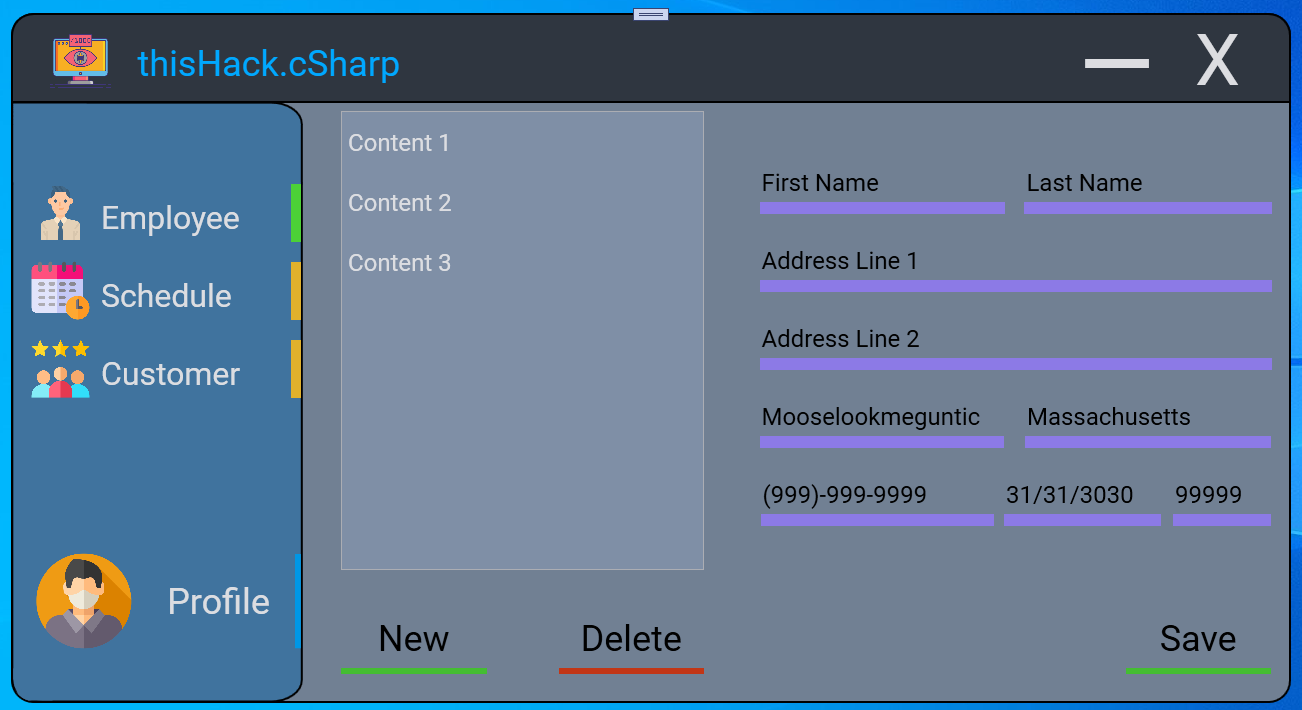 thisHack.cSharp
X
Employee
Schedule
Customer
Profile
Content 1
Content 2
Content 3
New
Delete
First Name
Last Name
Address Line 1
Address Line 2
Mooselookmeguntic
Massachusetts
(999)-999-9999
31/31/3030
99999
Save